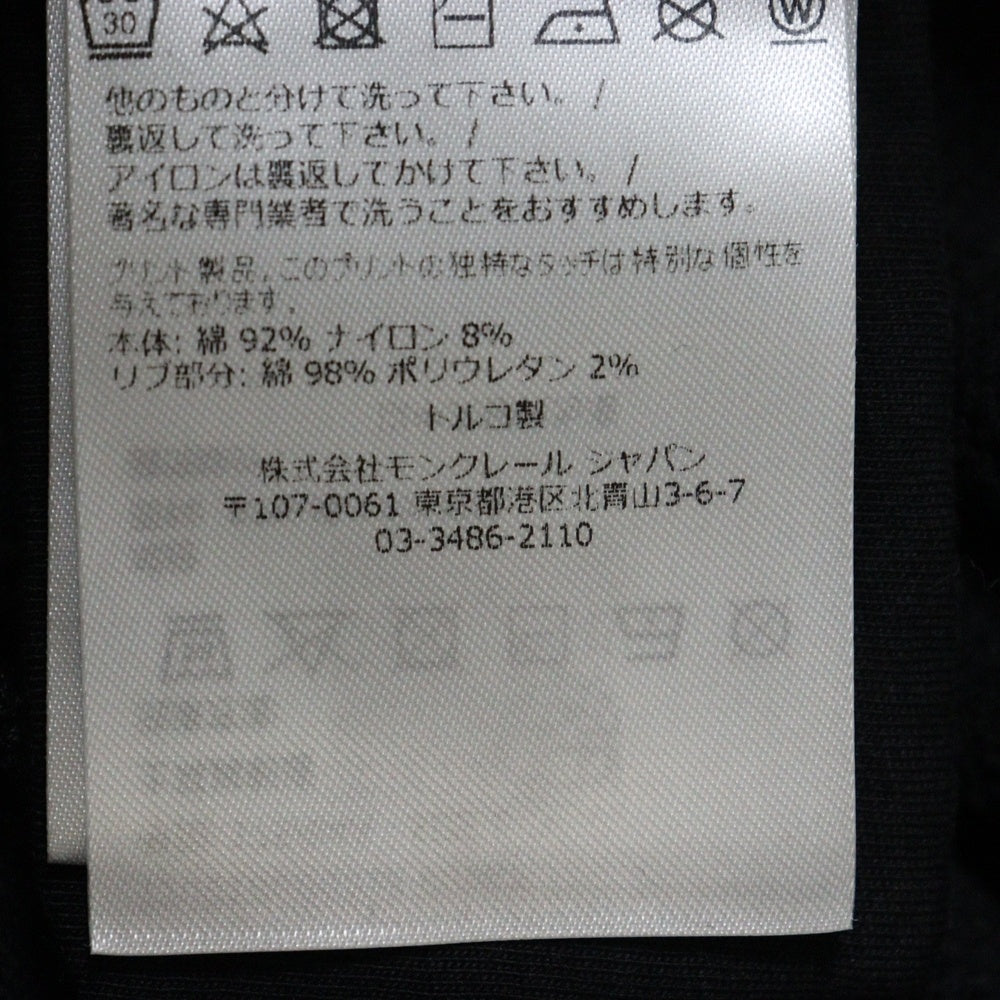 30
W
他のものと分けて洗って下さい。 /
裏返して洗って下さい。 /
アイロンは裏返してかけて下さい。 /
著名な専門業者で洗うことをおすすめします。
プリント製品。このプリントの独特なタッチは特別な個性を
与えております。
本体: 綿 92% ナイロン 8%
リブ部分: 綿 98% ポリウレタン 2%
トルコ製
株式会社モンクレール ジャパン
〒107-0061 東京都港区北青山3-6-7
03-3486-2110